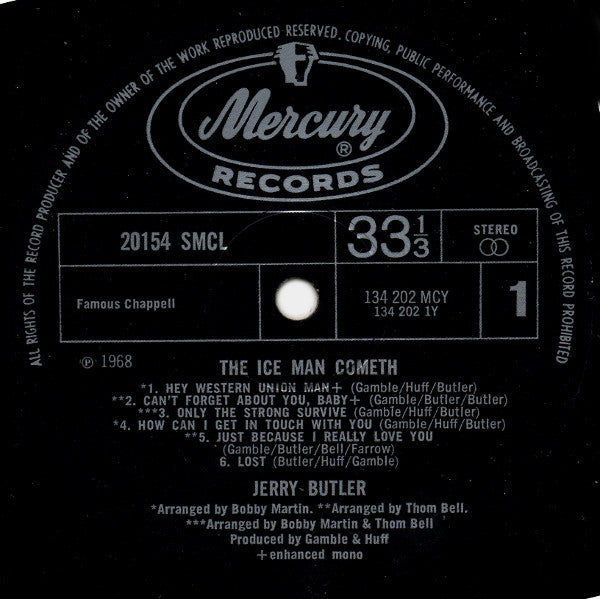 ALL RIGHTS OF THE RECORD PRODUCER AND OF THE OWNER OF THE WORK REPRODUCED RESERVED. COPYING, PUBLIC PERFORMANCE AND BROADCASTING OF THIS RECORD PROHIBITED
Mercury ®
RECORDS
20154 SMCL
33 1/3
STEREO
Famous Chappell
134 202 MCY
134 202 1Y
1
℗ 1968
THE ICE MAN COMETH
*1. HEY WESTERN UNION MAN+ (Gamble/Huff/Butler)
**2. CAN'T FORGET ABOUT YOU, BABY+ (Gamble/Butler/Butler)
***3. ONLY THE STRONG SURVIVE (Gamble/Huff/Butler)
*4. HOW CAN I GET IN TOUCH WITH YOU (Gamble/Huff/Butler)
**5. JUST BECAUSE I REALLY LOVE YOU
(Gamble/Butler/Bell/Farrow)
6. LOST (Butler/Huff/Gamble)
JERRY BUTLER
*Arranged by Bobby Martin. **Arranged by Thom Bell.
***Arranged by Bobby Martin & Thom Bell
Produced by Gamble & Huff
+enhanced mono